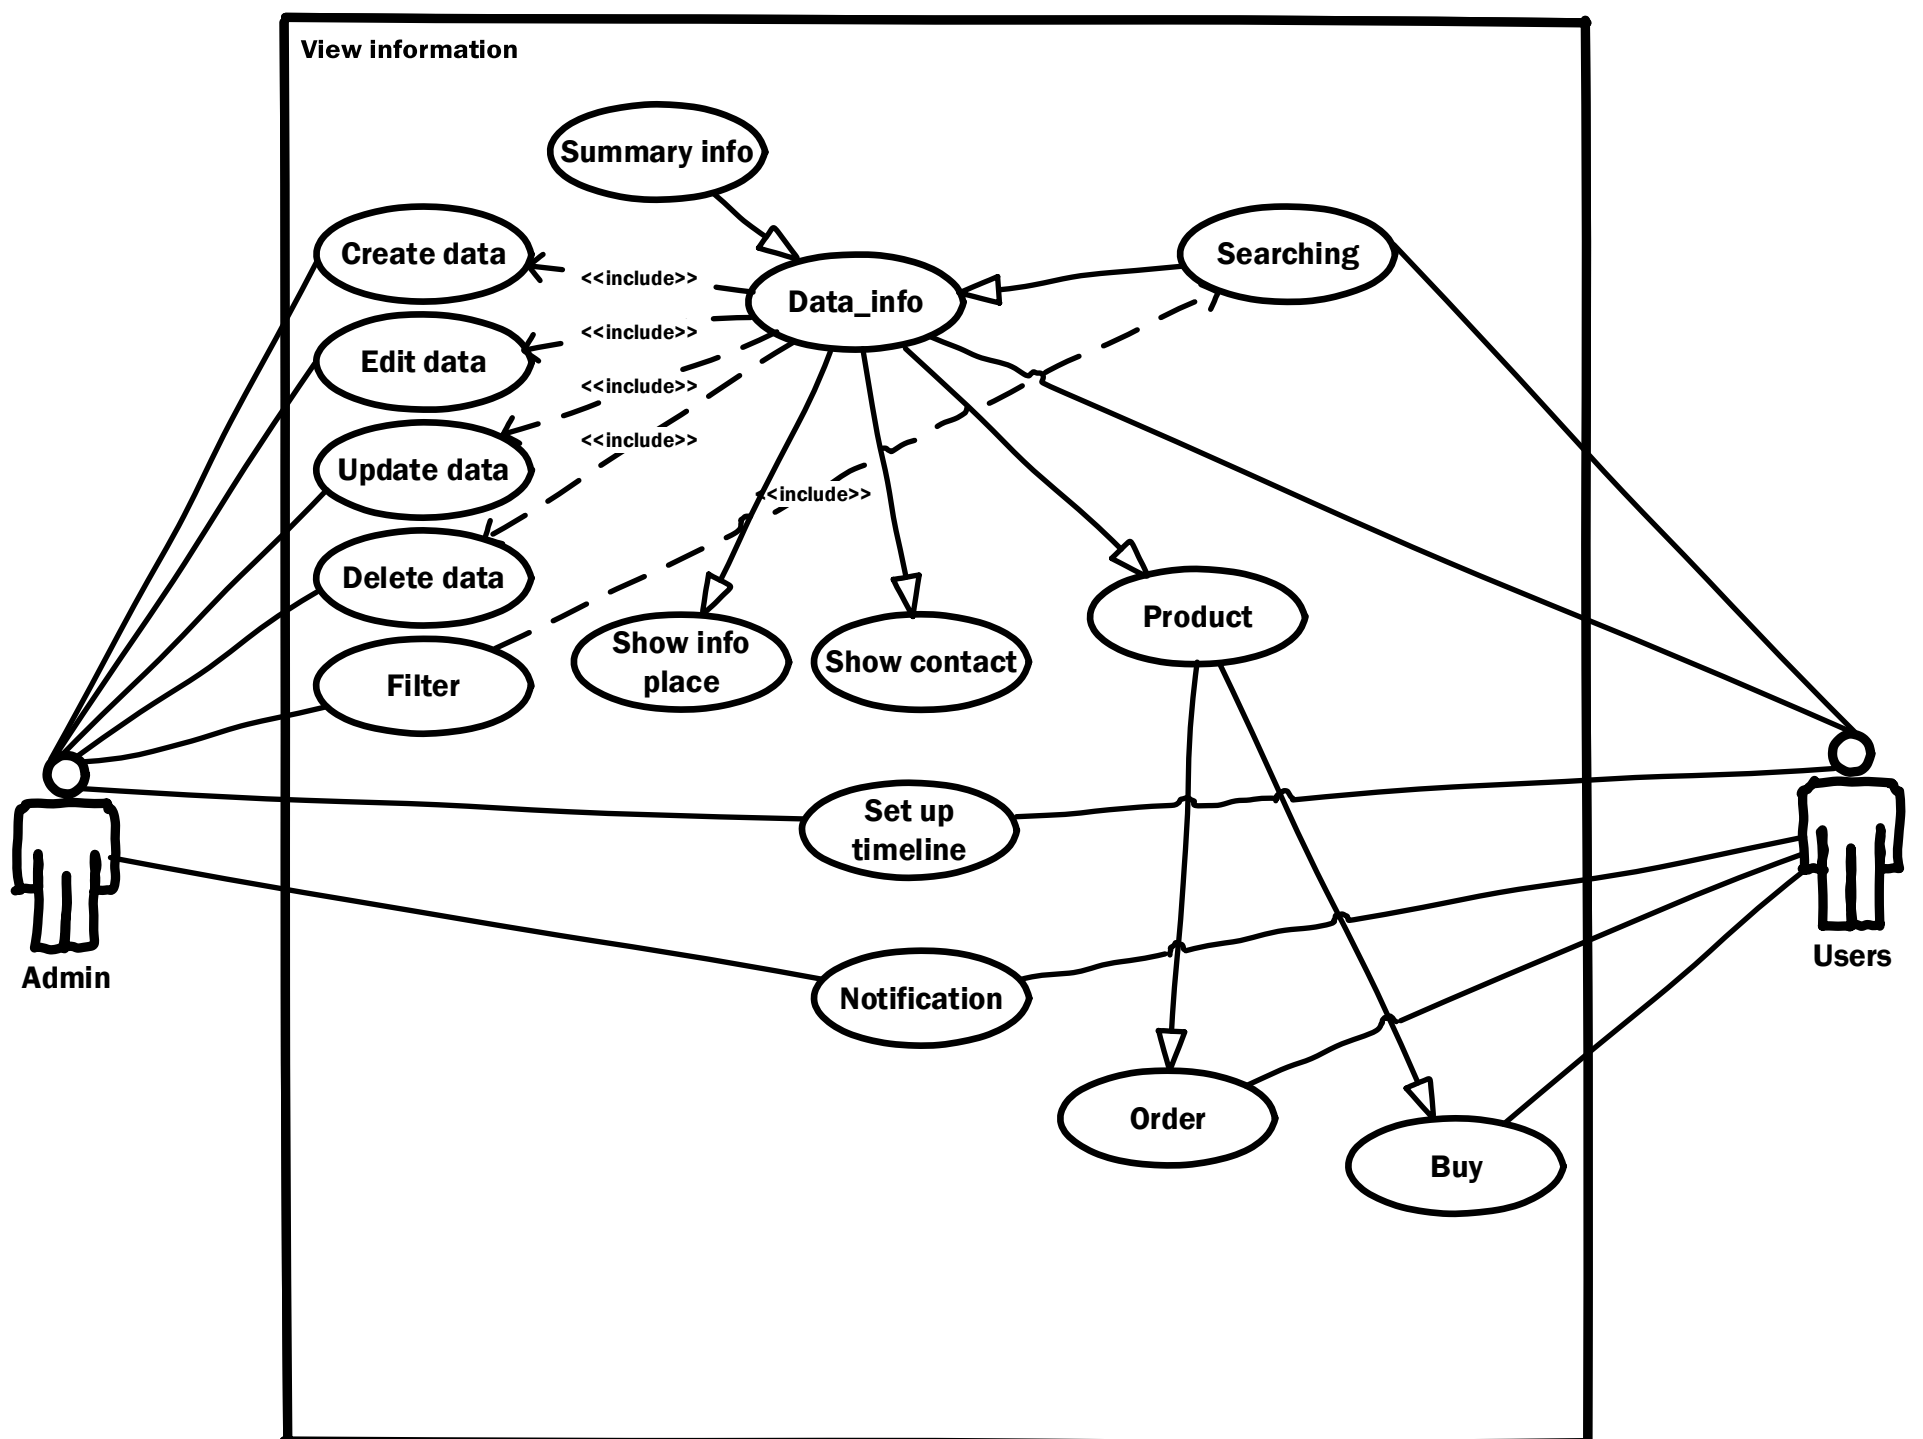 View information
Summary info
Create data
Searching
<<include>>
Data_info
<<include>>
Edit data
<<include>>
<<include>>
Update data
<<include>>
Delete data
Product
Show info
place
Show contact
Filter
Set up
timeline
Users
Admin
Notification
Order
Buy